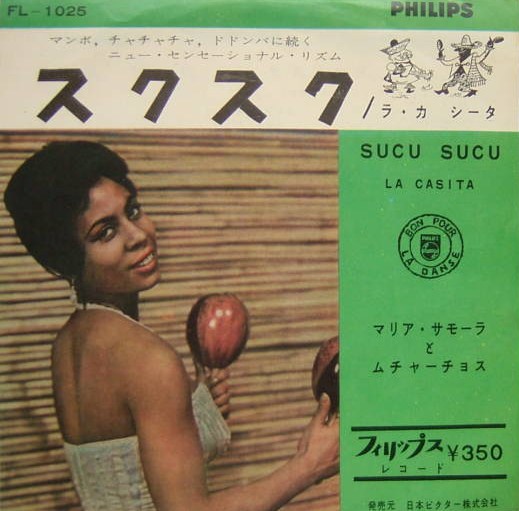 FL-1025
PHILIPS
マンボ, チャチャチャ, ドドンパに続く
ニュー・センセーショナル・リズム
スクスク/ラ・カ シータ
SUCU SUCU
LA CASITA
BON POUR
PHILIPS
LA DANSE
マリア・サモーラ
と
ムチャーチョス
フィリップス ¥350
レコード
発売元 日本ビクター株式会社